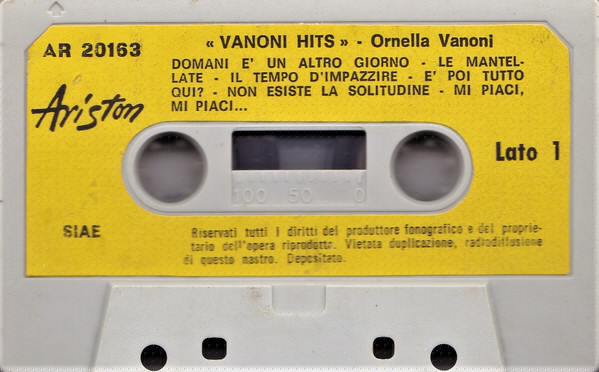 AR 20163
« VANONI HITS » - Ornella Vanoni
DOMANI E' UN ALTRO GIORNO - LE MANTEL-
LATE - IL TEMPO D'IMPAZZIRE - E' POI TUTTO
QUI? - NON ESISTE LA SOLITUDINE - MI PIACI,
MI PIACI...
Ariston
Lato 1
100 50 0
SIAE
Riservati tutti i diritti del produttore fonografico e del proprie-
tario dell'opera riprodotta. Vietata duplicazione, radiodiffusione
di questo nastro. Depositato.